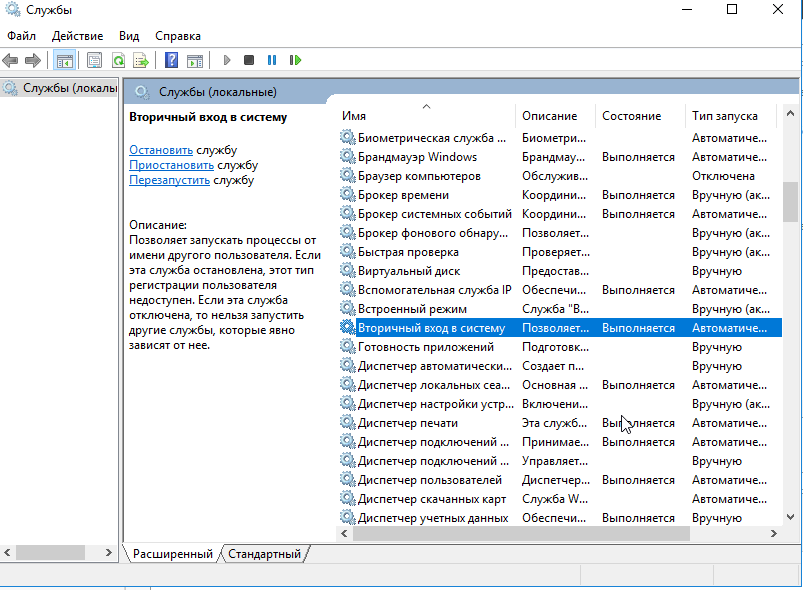 Службы
Файл Действие Вид Справка
Службы (локалы
Службы (локальные)
Вторичный вход в систему
Остановить службу
Приостановить службу
Перезапустить службу
Описание:
Позволяет запускать процессы от
имени другого пользователя. Если
эта служба остановлена, этот тип
регистрации пользователя
недоступен. Если эта служба
отключена, то нельзя запустить
другие службы, которые явно
зависят от нее.
Имя Описание Состояние Тип запуска
Биометрическая служба ... Биометри... Автоматиче...
Брандмауэр Windows Брандмау... Выполняется Автоматиче...
Браузер компьютеров Обслужив... Отключена
Брокер времени Координи... Выполняется Вручную (ак...
Брокер системных событий Координи... Выполняется Автоматиче...
Брокер фонового обнару... Позволяет... Вручную (ак...
Быстрая проверка Проверяет... Вручную (ак...
Виртуальный диск Предостав... Вручную
Вспомогательная служба IP Обеспечи... Выполняется Автоматиче...
Встроенный режим Служба "В... Вручную (ак...
Вторичный вход в систему Позволяет... Выполняется Автоматиче...
Готовность приложений Подготовк... Вручную
Диспетчер автоматически... Создает п... Вручную
Диспетчер локальных сеа... Основная ... Выполняется Автоматиче...
Диспетчер настройки устр... Включени... Вручную (ак...
Диспетчер печати Эта служб... Выполняется Автоматиче...
Диспетчер подключений ... Принимае... Выполняется Автоматиче...
Диспетчер подключений ... Управляет... Вручную
Диспетчер пользователей Диспетчер... Выполняется Автоматиче...
Диспетчер скачанных карт Служба W... Автоматиче...
Диспетчер учетных данных Обеспечи... Выполняется Вручную
Расширенный Стандартный